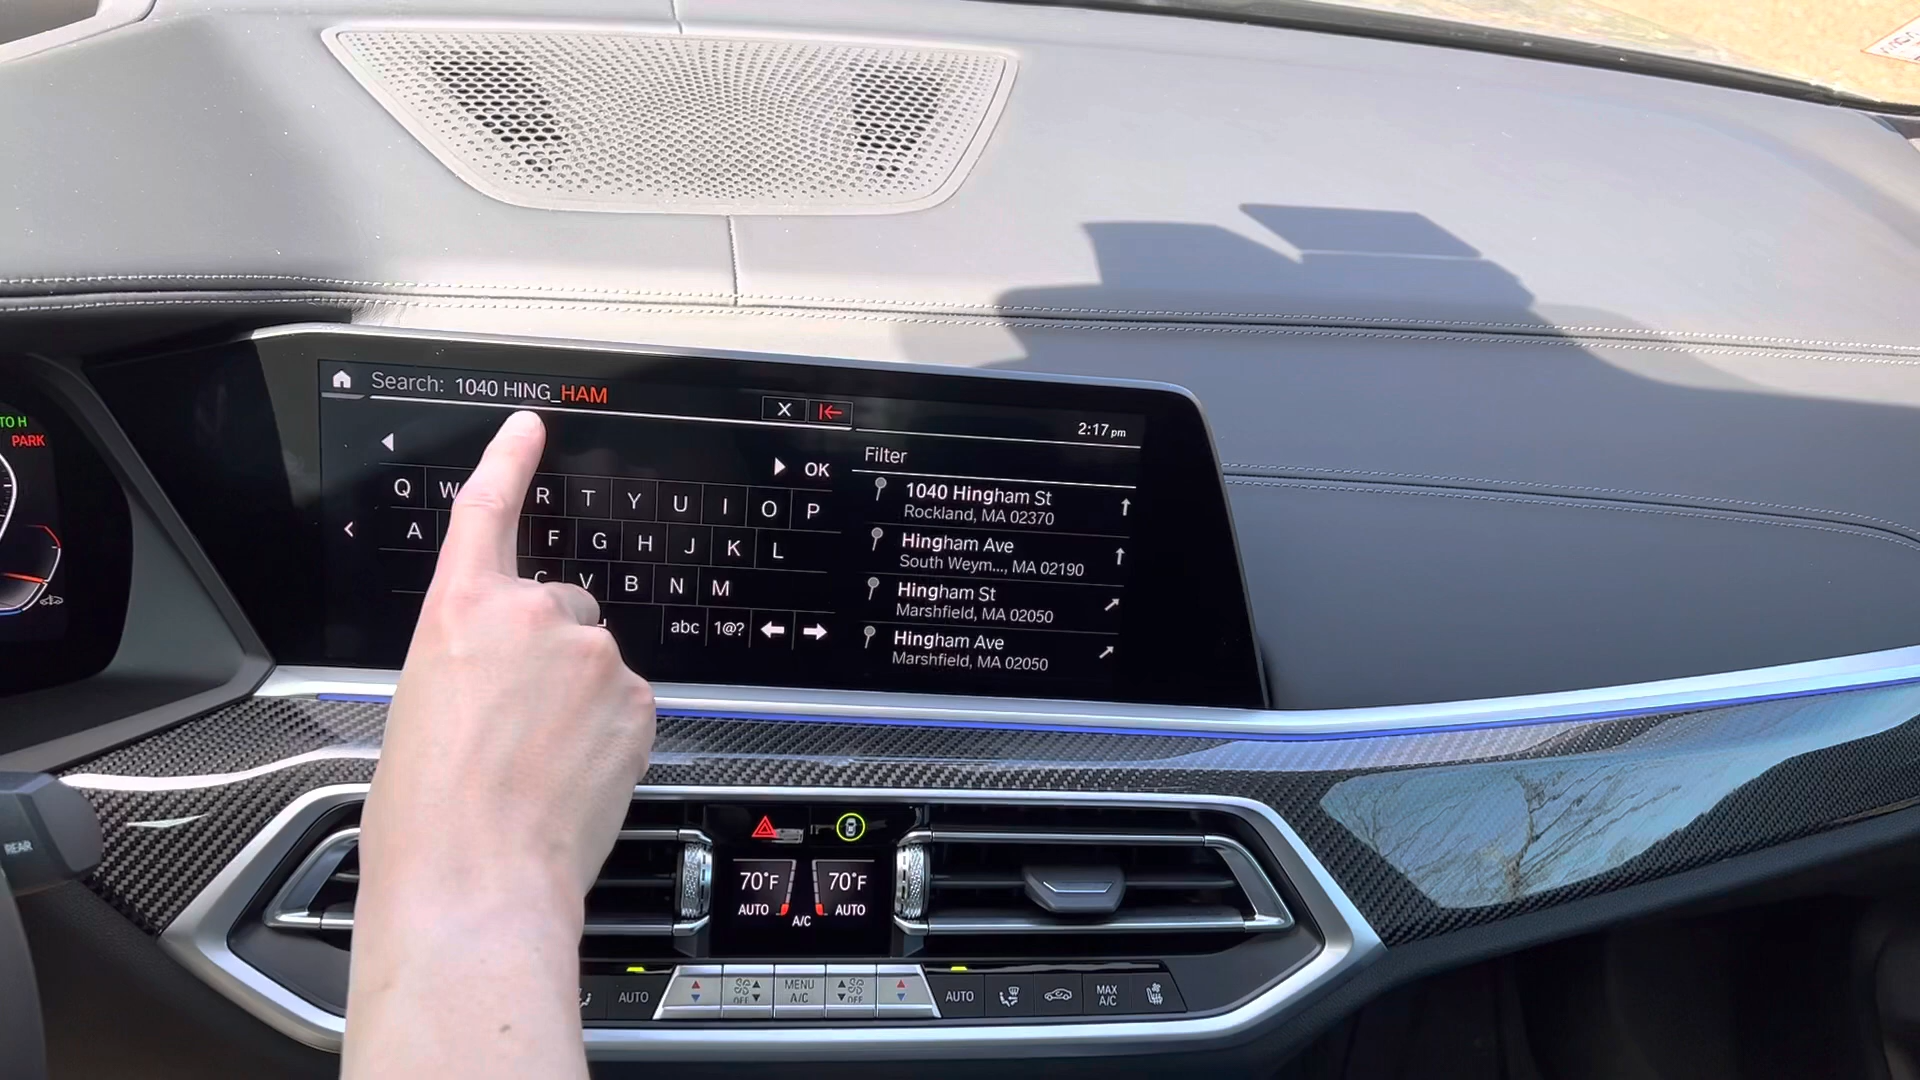 Search: 1040 HING_HAM
X
2:17 pm
TO H
PARK
Filter
OK
Q W R T Y U I O P
A F G H J K L
C V B N M
abc 1@?
1040 Hingham St
Rockland, MA 02370
Hingham Ave
South Weym..., MA 02190
Hingham St
Marshfield, MA 02050
Hingham Ave
Marshfield, MA 02050
REAR
70°F 70°F
AUTO A/C AUTO
AUTO OFF MENU A/C OFF AUTO MAX A/C